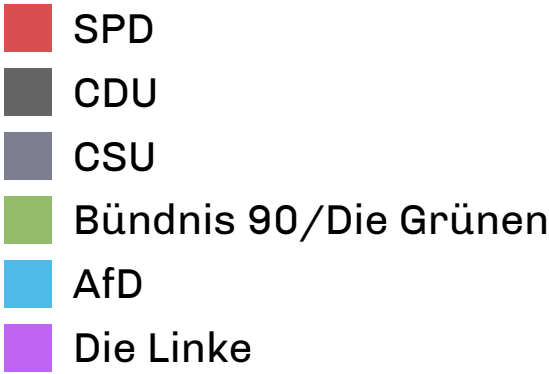 SPD
CDU
CSU
Bündnis 90/Die Grünen
AfD
Die Linke